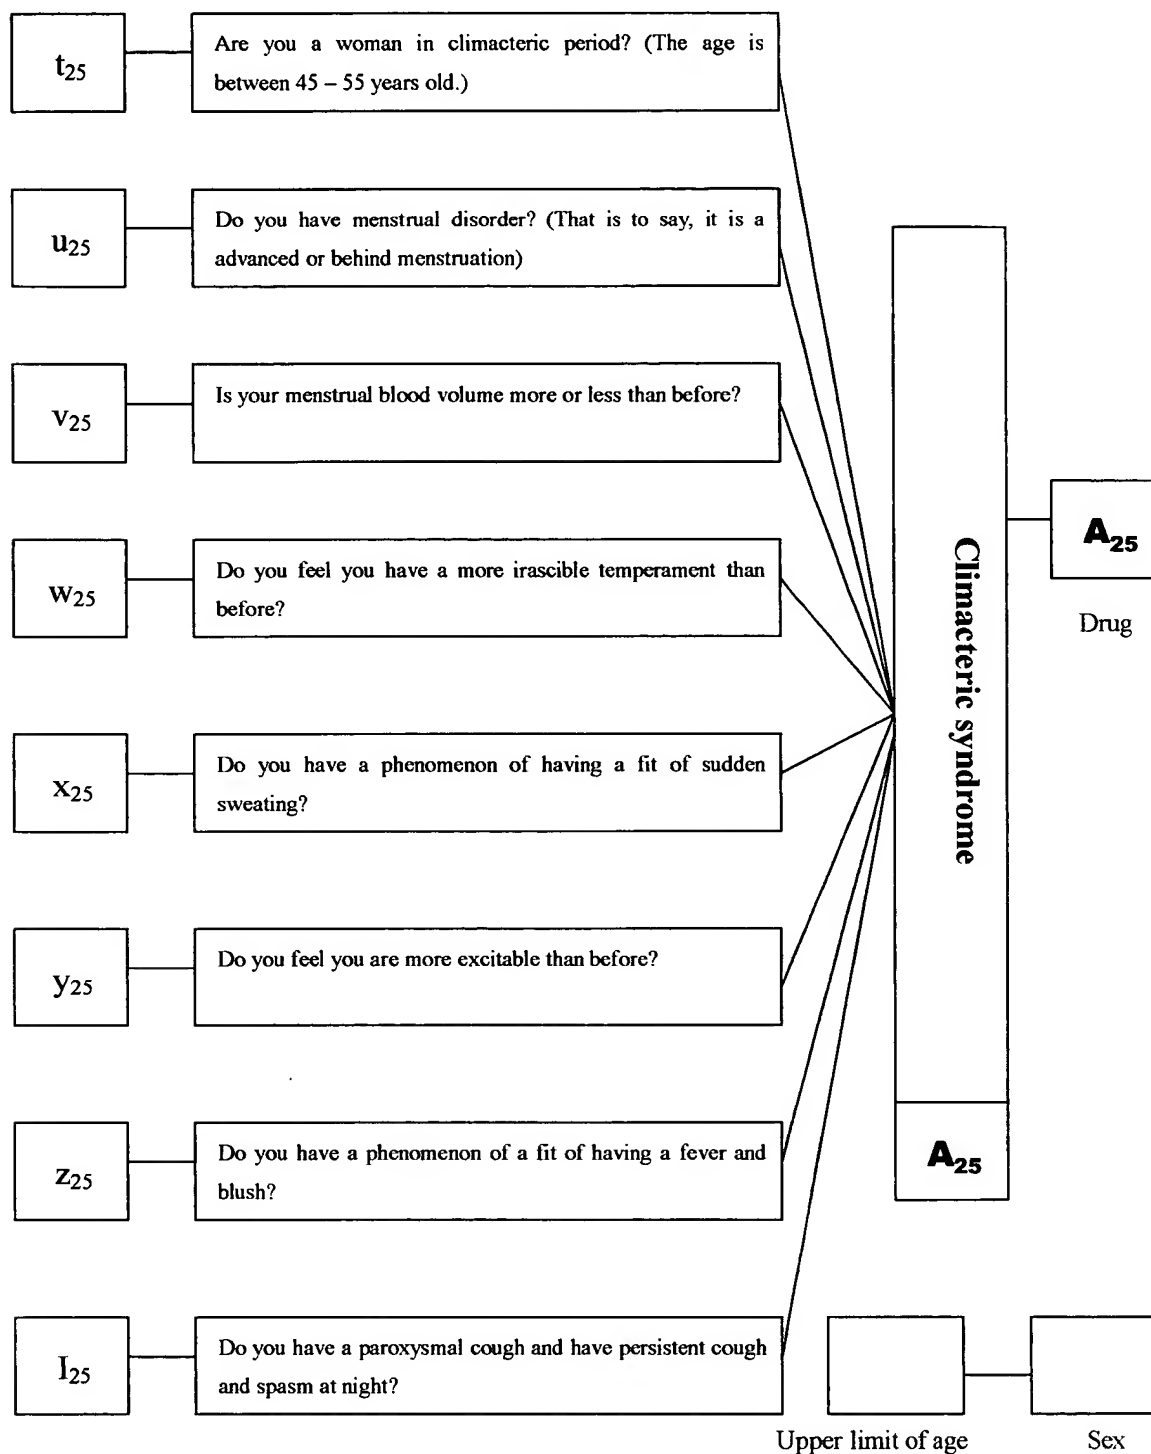 t25
Are you a woman in climacteric period? (The age is
between 45 – 55 years old.)
u25
Do you have menstrual disorder? (That is to say, it is a
advanced or behind menstruation)
v25
Is your menstrual blood volume more or less than before?
w25
Do you feel you have a more irascible temperament than
before?
x25
Do you have a phenomenon of having a fit of sudden
sweating?
y25
Do you feel you are more excitable than before?
z25
Do you have a phenomenon of a fit of having a fever and
blush?
I25
Do you have a paroxysmal cough and have persistent cough
and spasm at night?
Climacteric syndrome
A25
A25
Drug
Upper limit of age
Sex